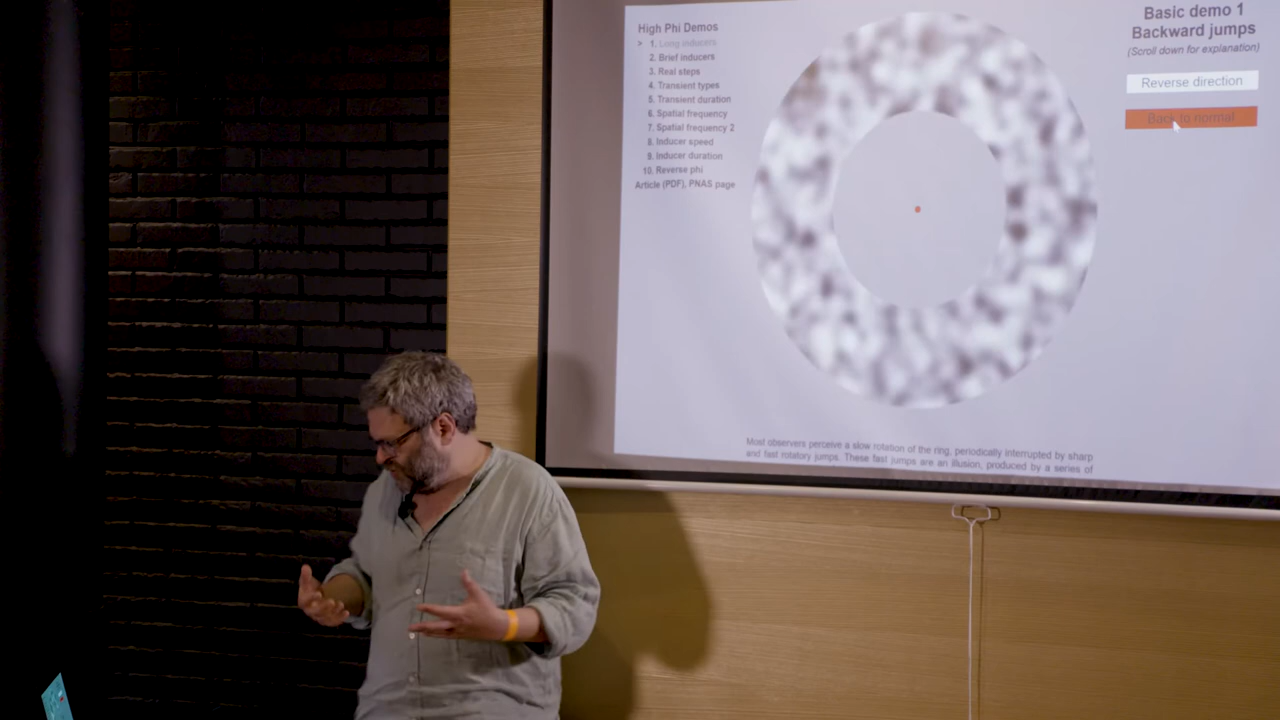 High Phi Demos
> 1. Long inducers
2. Brief inducers
3. Real steps
4. Transient types
5. Transient duration
6. Spatial frequency
7. Spatial frequency 2
8. Inducer speed
9. Inducer duration
10. Reverse phi
Article (PDF), PNAS page
Basic demo 1
Backward jumps
(Scroll down for explanation)
Reverse direction
Back to normal
Most observers perceive a slow rotation of the ring, periodically interrupted by sharp
and fast rotatory jumps. These fast jumps are an illusion, produced by a series of